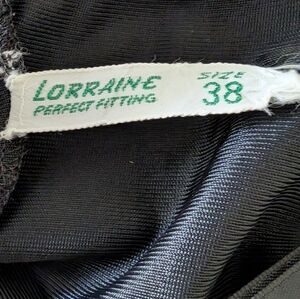 LORRAINE
PERFECT FITTING
SIZE
38